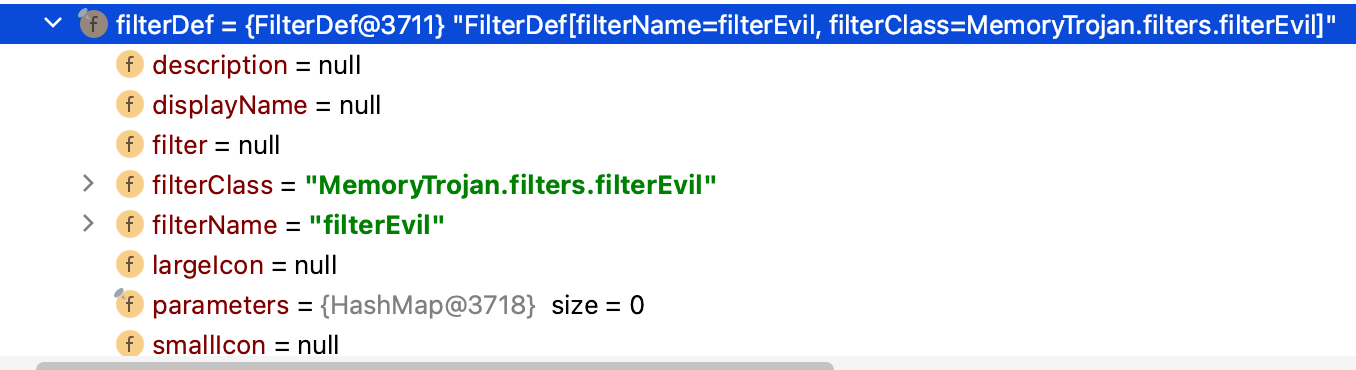 filterDef = {FilterDef@3711} "FilterDef[filterName=filterEvil, filterClass=MemoryTrojan.filters.filterEvil]"
f description = null
f displayName = null
f filter = null
f filterClass = "MemoryTrojan.filters.filterEvil"
f filterName = "filterEvil"
f largeIcon = null
f parameters = {HashMap@3718} size = 0
f smallIcon = null